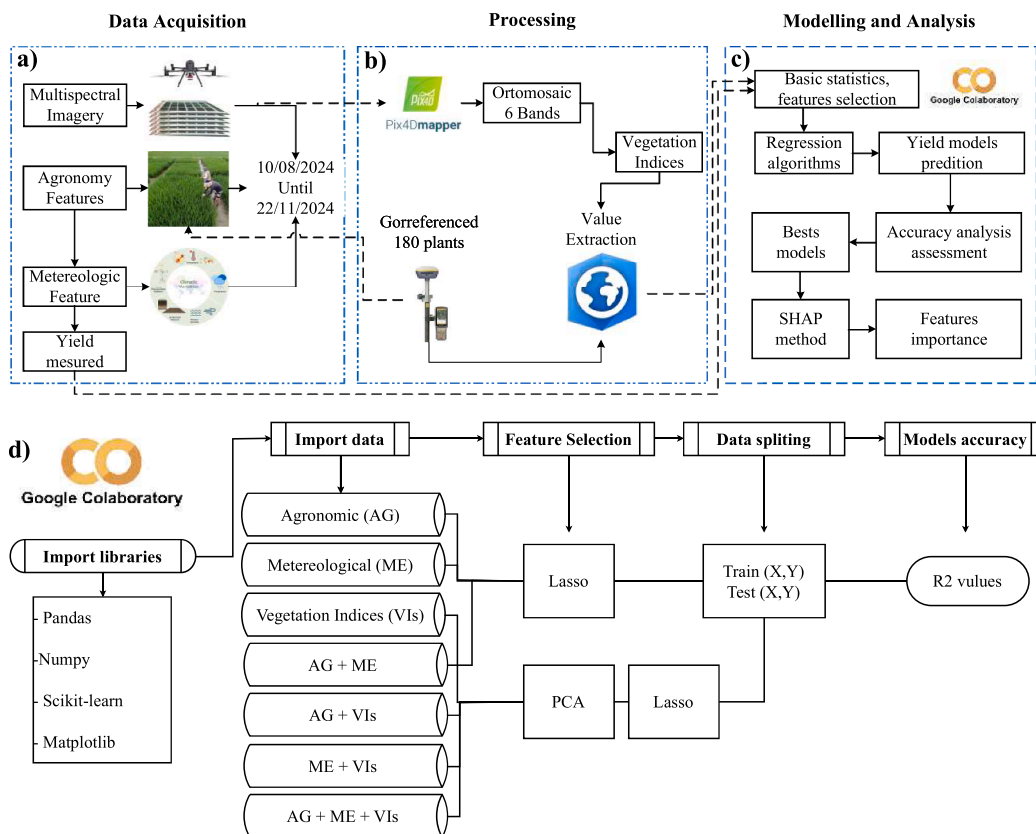 Data Acquisition
Processing
Modelling and Analysis
a)
Multispectral
Imagery
Agronomy
Features
Metereologic
Feature
Yield
mesured
10/08/2024
Until
22/11/2024
b)
PIX4D
Pix4Dmapper
Ortomosaic
6 Bands
Vegetation
Indices
Gorreferenced
180 plants
Value
Extraction
c)
Basic statistics,
features selection
Google Colaboratory
Regression
algorithms
Yield models
predition
Bests
models
Accuracy analysis
assessment
SHAP
method
Features
importance
d)
Google Colaboratory
Import libraries
- Pandas
-Numpy
- Scikit-learn
- Matplotlib
Import data
Feature Selection
Data spliting
Models accuracy
Agronomic (AG)
Metereological (ME)
Vegetation Indices (VIs)
AG + ME
AG + VIs
ME + VIs
AG + ME + VIs
Lasso
PCA
Lasso
Train (X,Y)
Test (X,Y)
R2 vulues